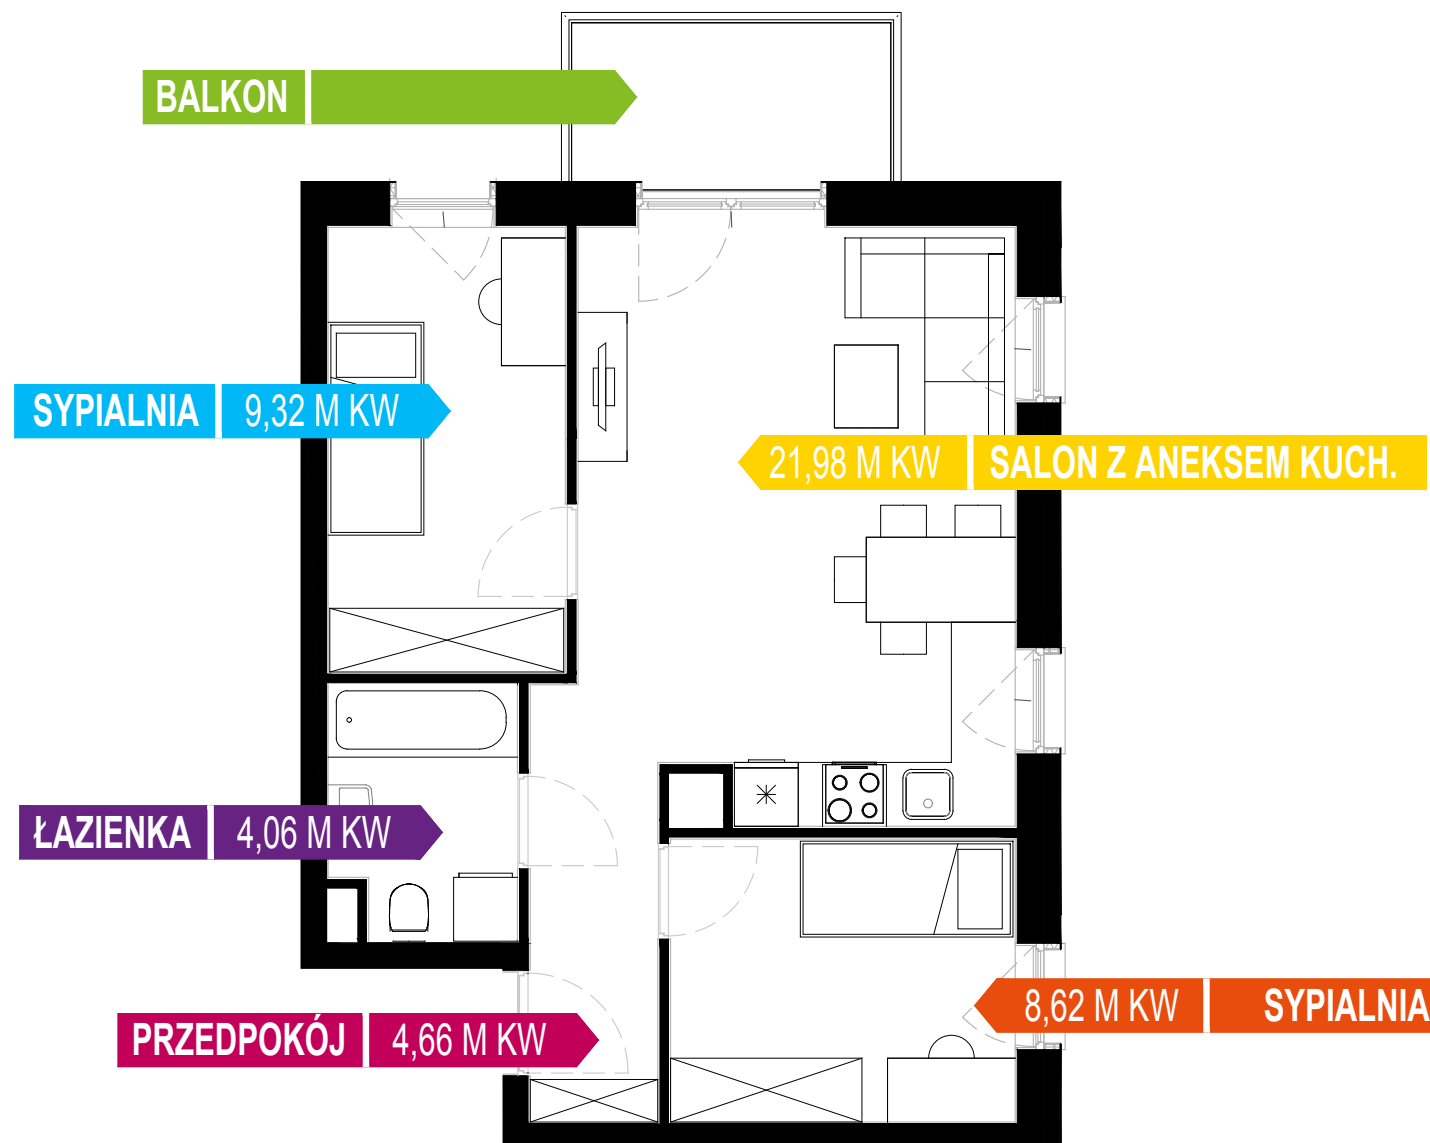 BALKON
SYPIALNIA 9,32 M KW
21,98 M KW SALON Z ANEKSEM KUCH.
ŁAZIENKA 4,06 M KW
8,62 M KW SYPIALNIA
PRZEDPOKÓJ 4,66 M KW